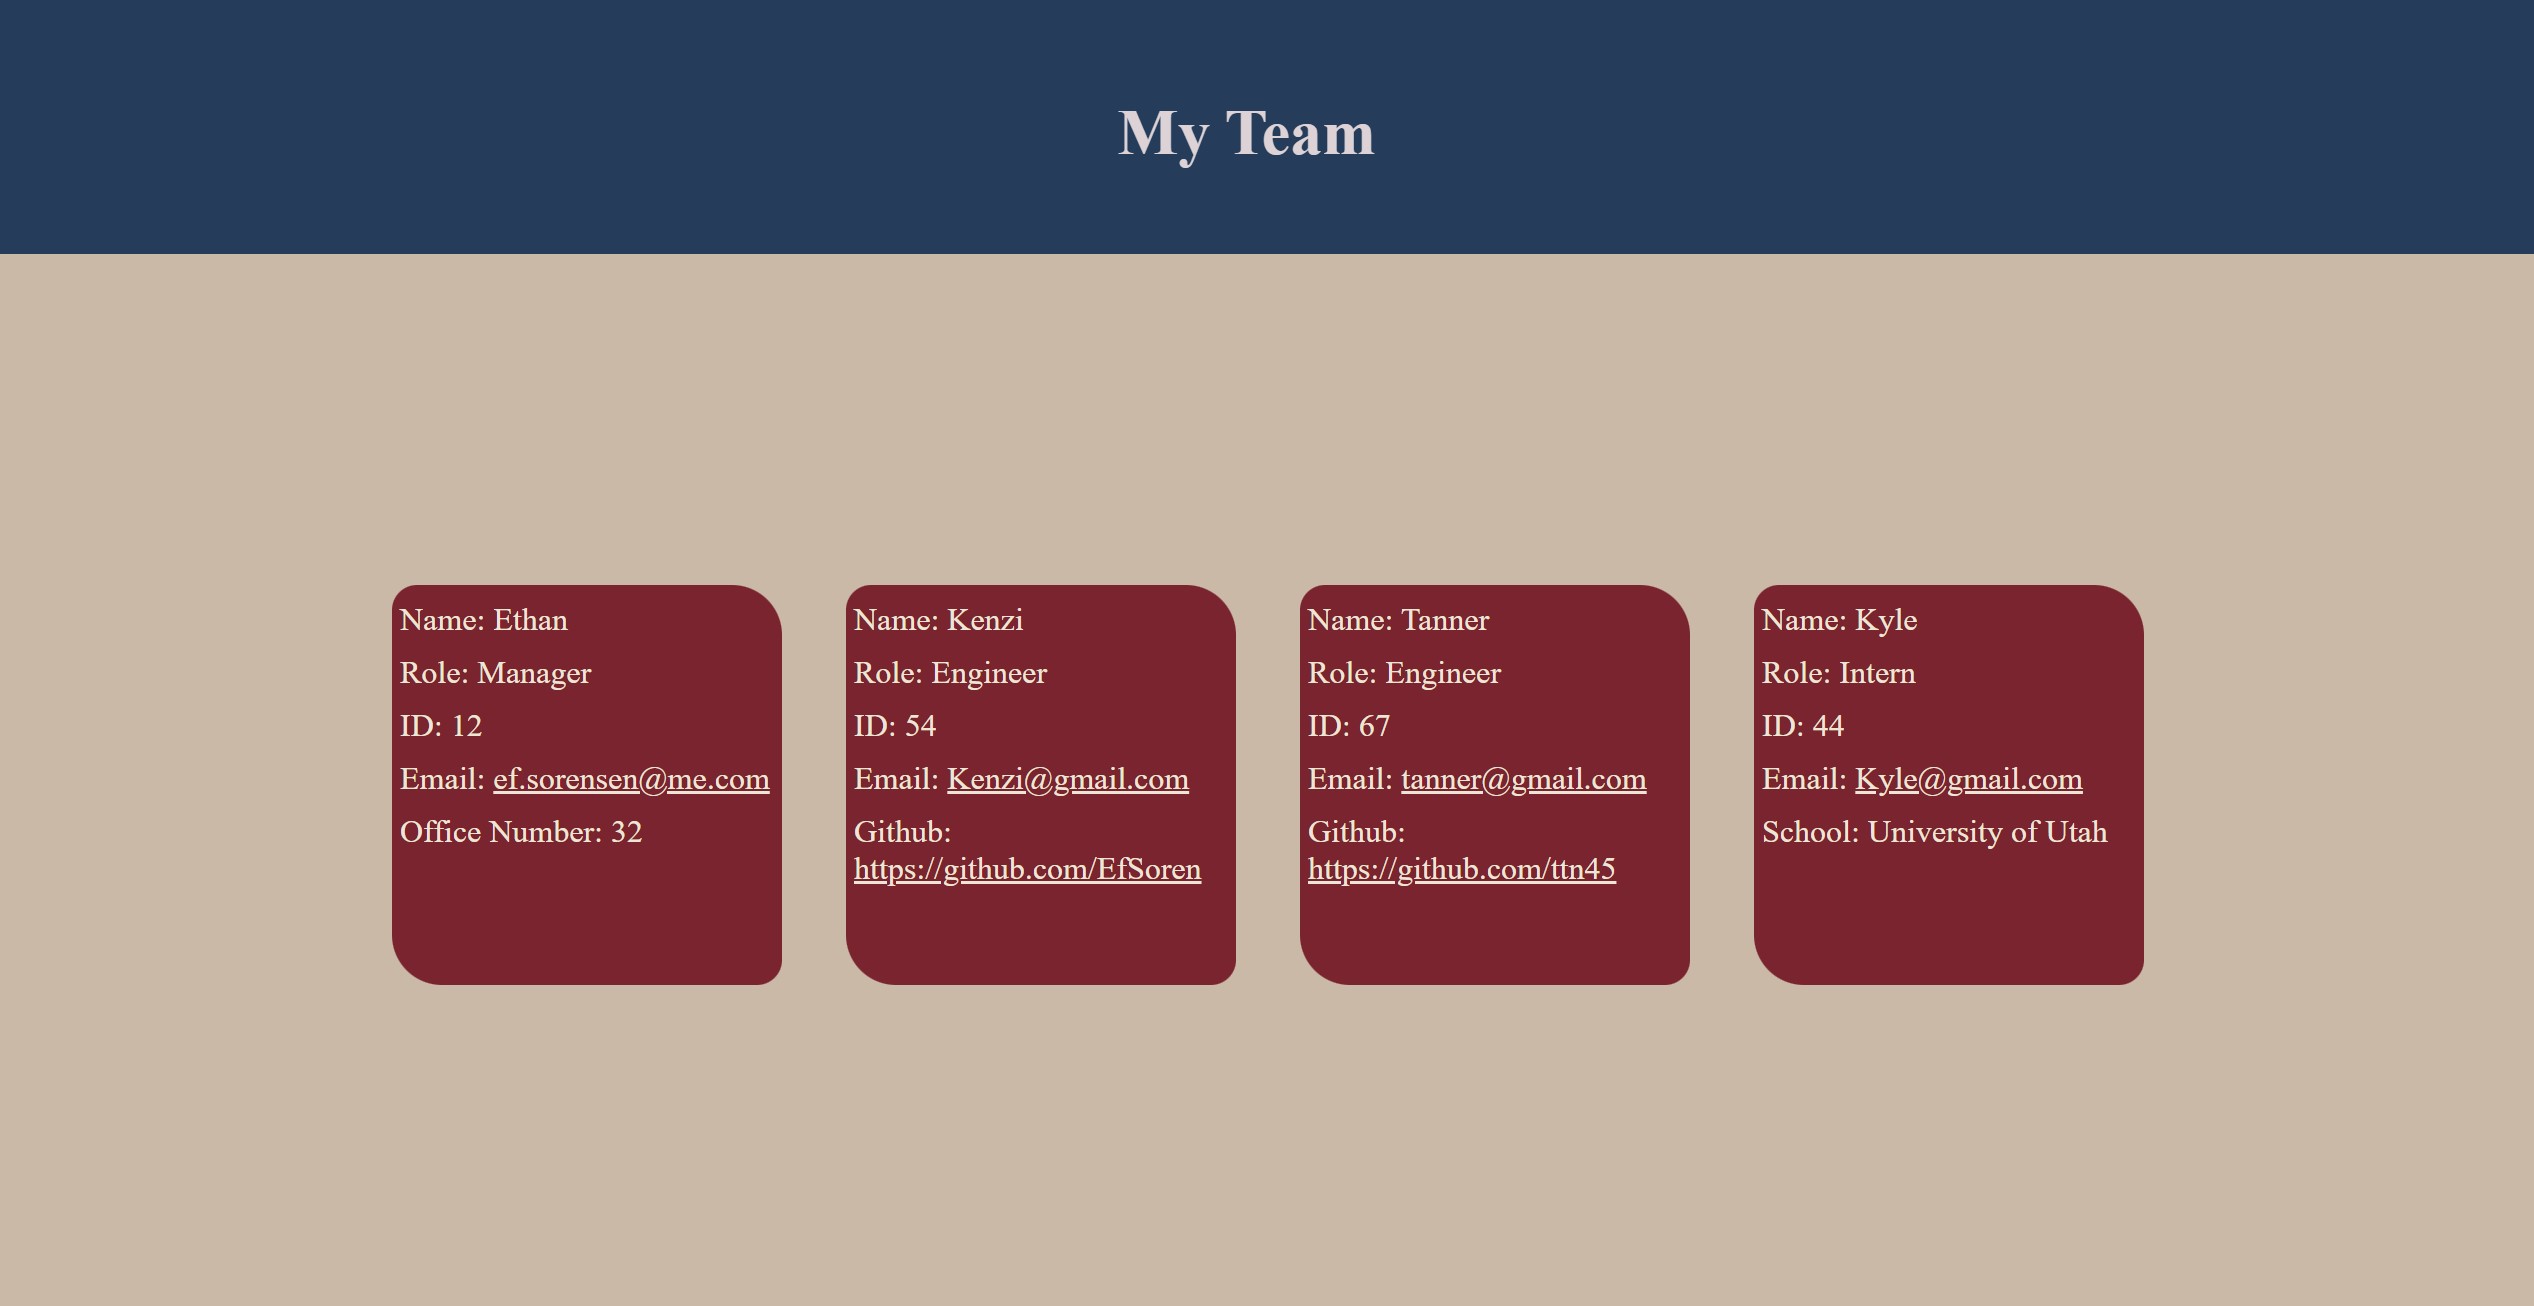 My Team
Name: Ethan
Role: Manager
ID: 12
Email: ef.sorensen@me.com
Office Number: 32
Name: Kenzi
Role: Engineer
ID: 54
Email: Kenzi@gmail.com
Github:
https://github.com/EfSoren
Name: Tanner
Role: Engineer
ID: 67
Email: tanner@gmail.com
Github:
https://github.com/ttn45
Name: Kyle
Role: Intern
ID: 44
Email: Kyle@gmail.com
School: University of Utah